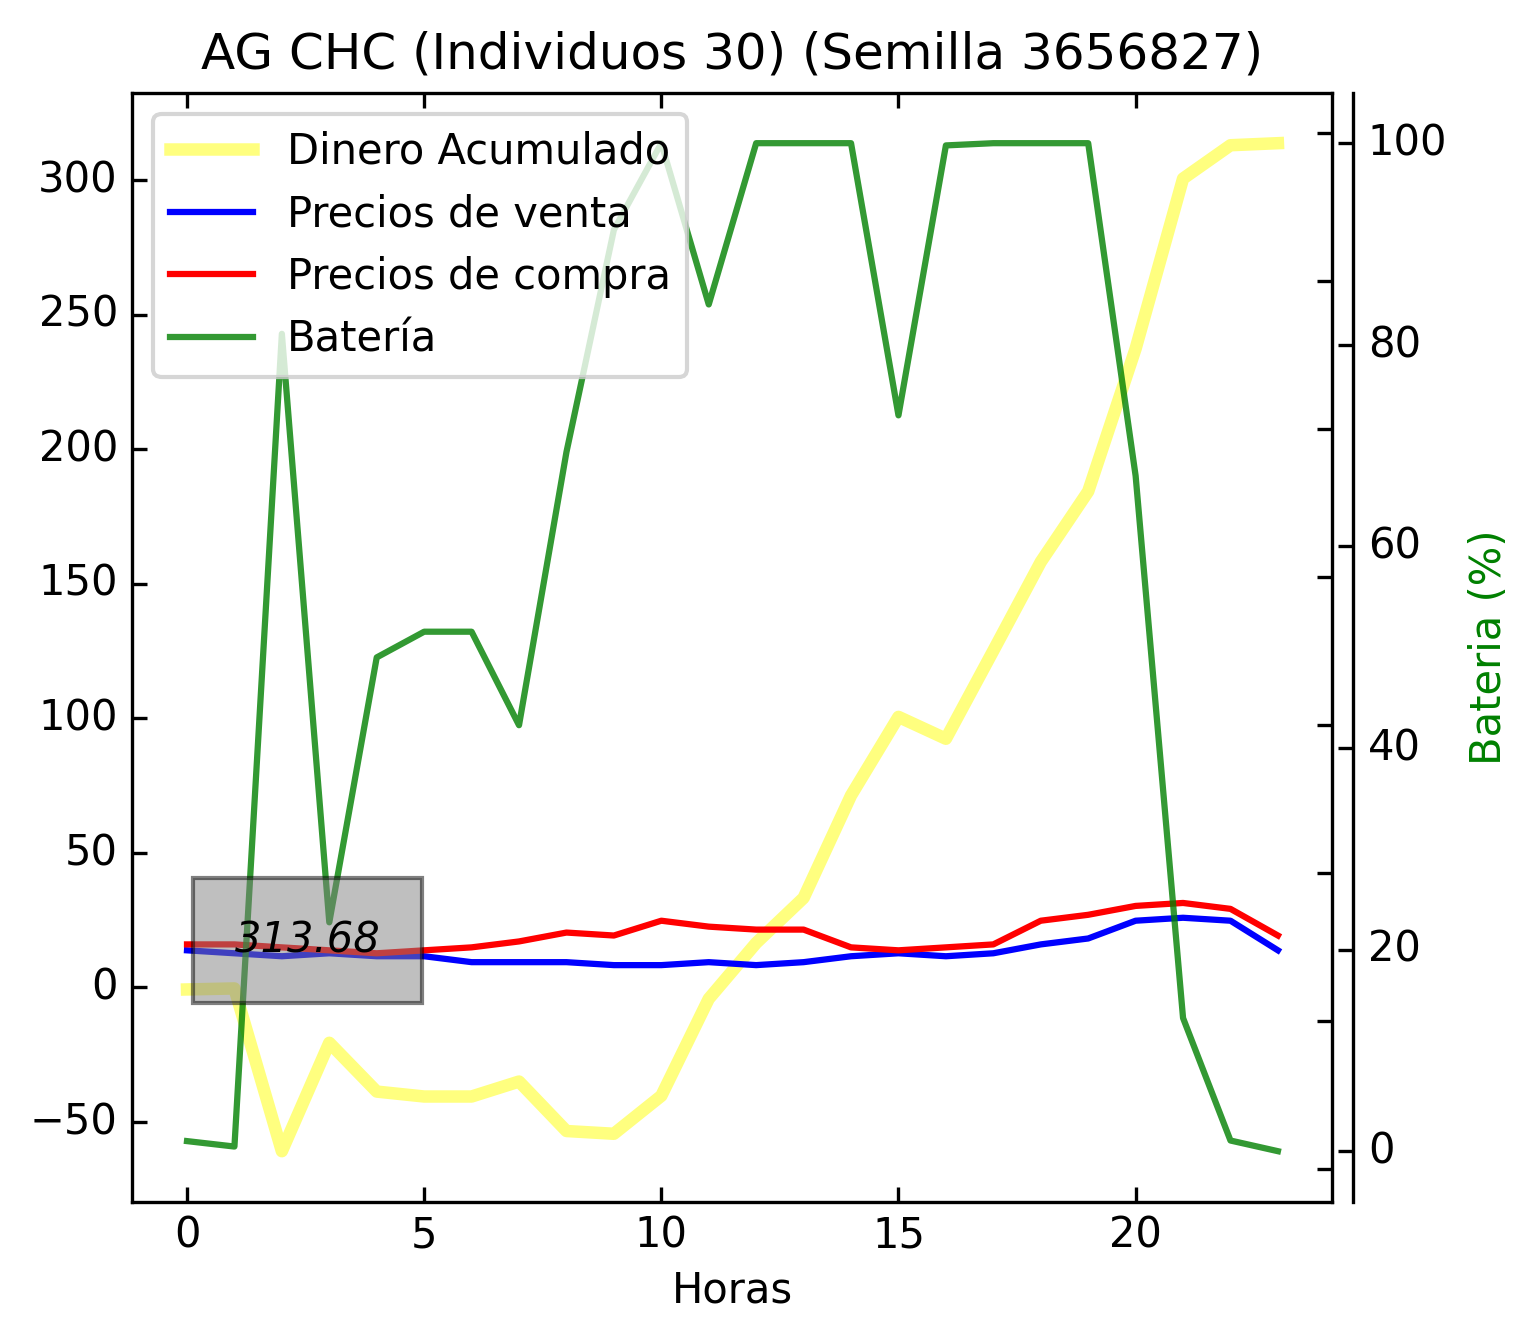 AG CHC (Individuos 30) (Semilla 3656827)
Dinero Acumulado
Precios de venta
Precios de compra
Batería
300
250
200
150
100
50
0
−50
313.68
100
80
60
40
20
0
Bateria (%)
0 5 10 15 20
Horas